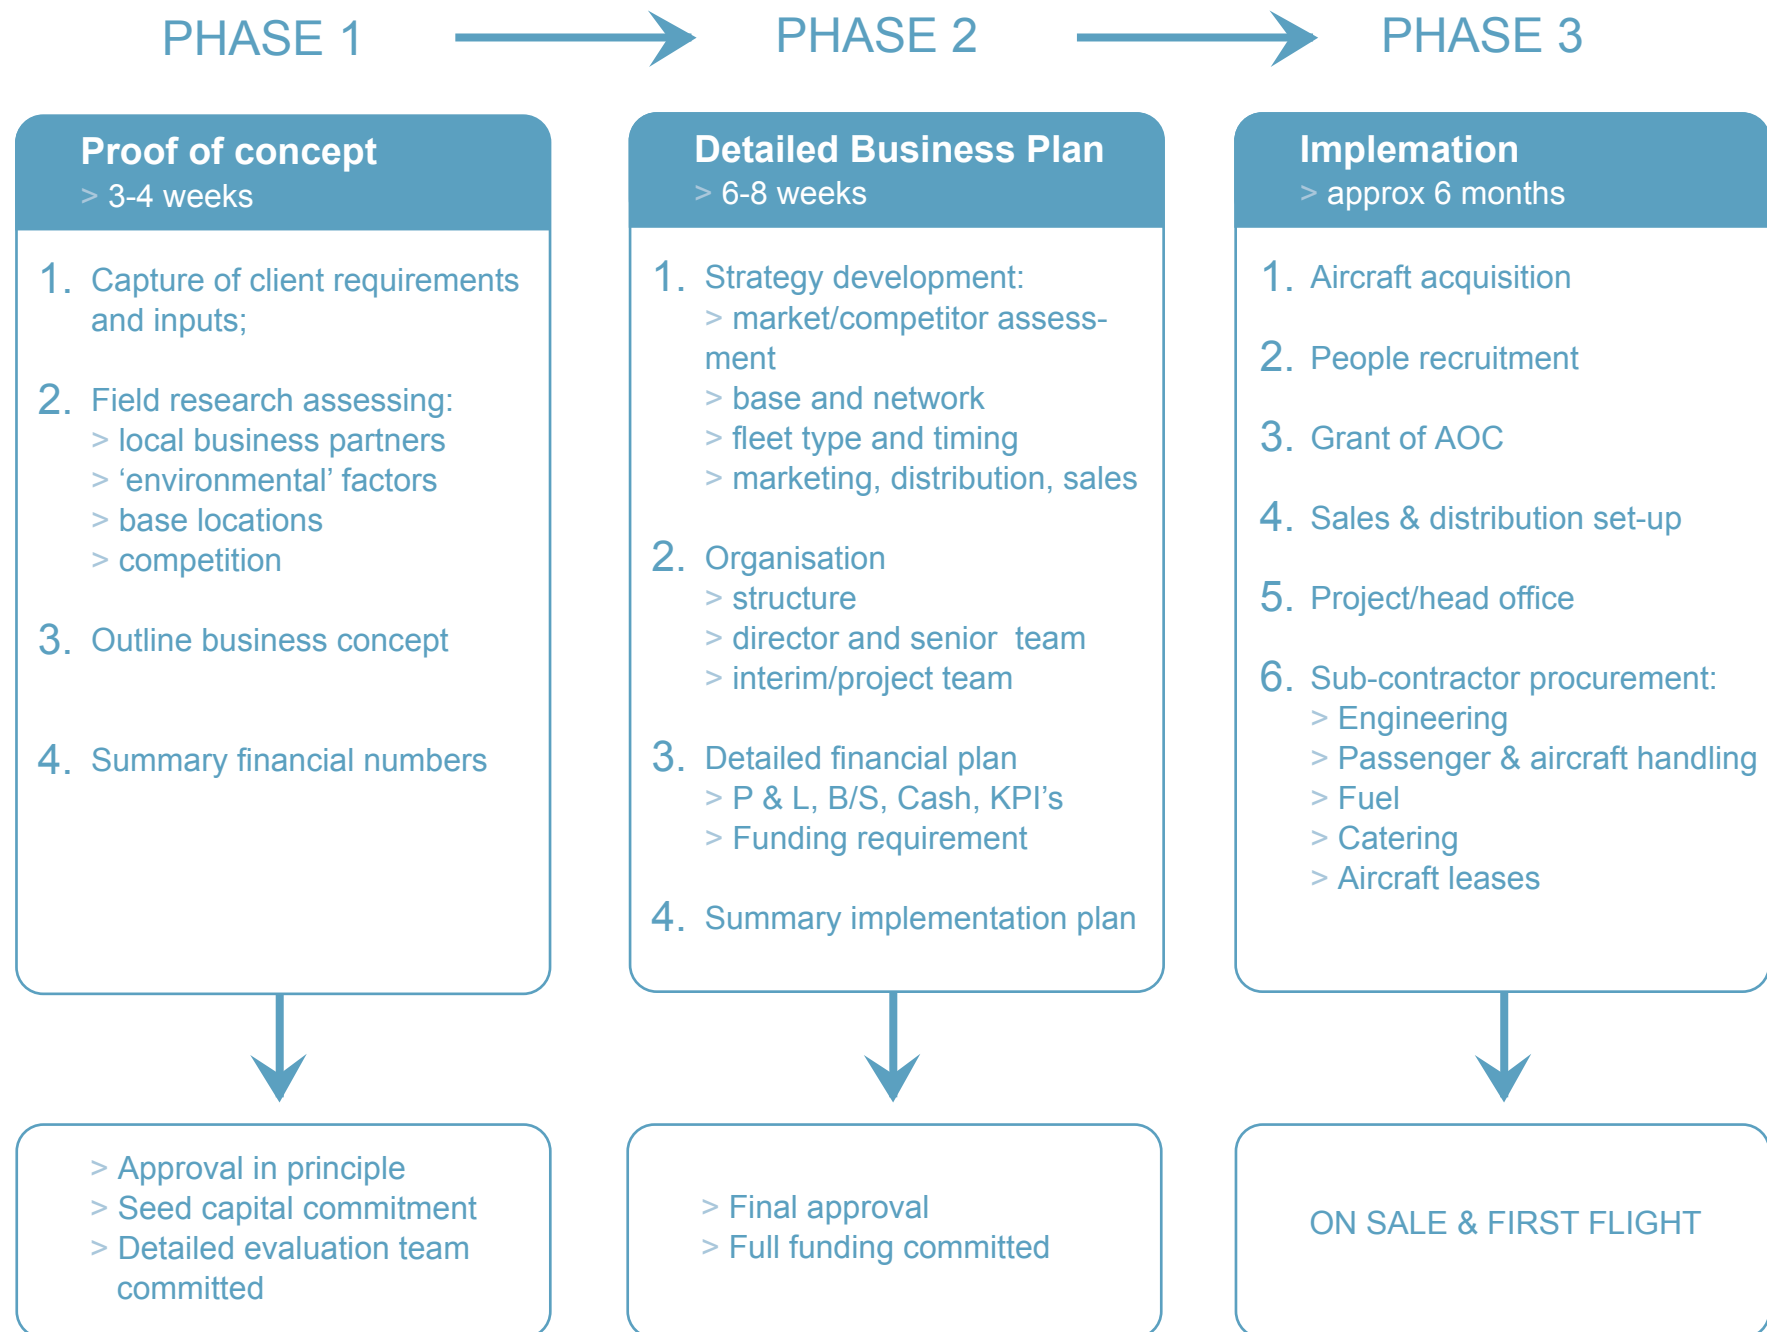 PHASE 1
PHASE 2
PHASE 3
Proof of concept
> 3-4 weeks
1. Capture of client requirements
and inputs;
2. Field research assessing:
> local business partners
> ‘environmental’ factors
> base locations
> competition
3. Outline business concept
4. Summary financial numbers
> Approval in principle
> Seed capital commitment
> Detailed evaluation team
committed
Detailed Business Plan
> 6-8 weeks
1. Strategy development:
> market/competitor assess-
ment
> base and network
> fleet type and timing
> marketing, distribution, sales
2. Organisation
> structure
> director and senior  team
> interim/project team
3. Detailed financial plan
> P & L, B/S, Cash, KPI’s
> Funding requirement
4. Summary implementation plan
> Final approval
> Full funding committed
Implemation
> approx 6 months
1. Aircraft acquisition
2. People recruitment
3. Grant of AOC
4. Sales & distribution set-up
5. Project/head office
6. Sub-contractor procurement:
> Engineering
> Passenger & aircraft handling
> Fuel
> Catering
> Aircraft leases
ON SALE & FIRST FLIGHT